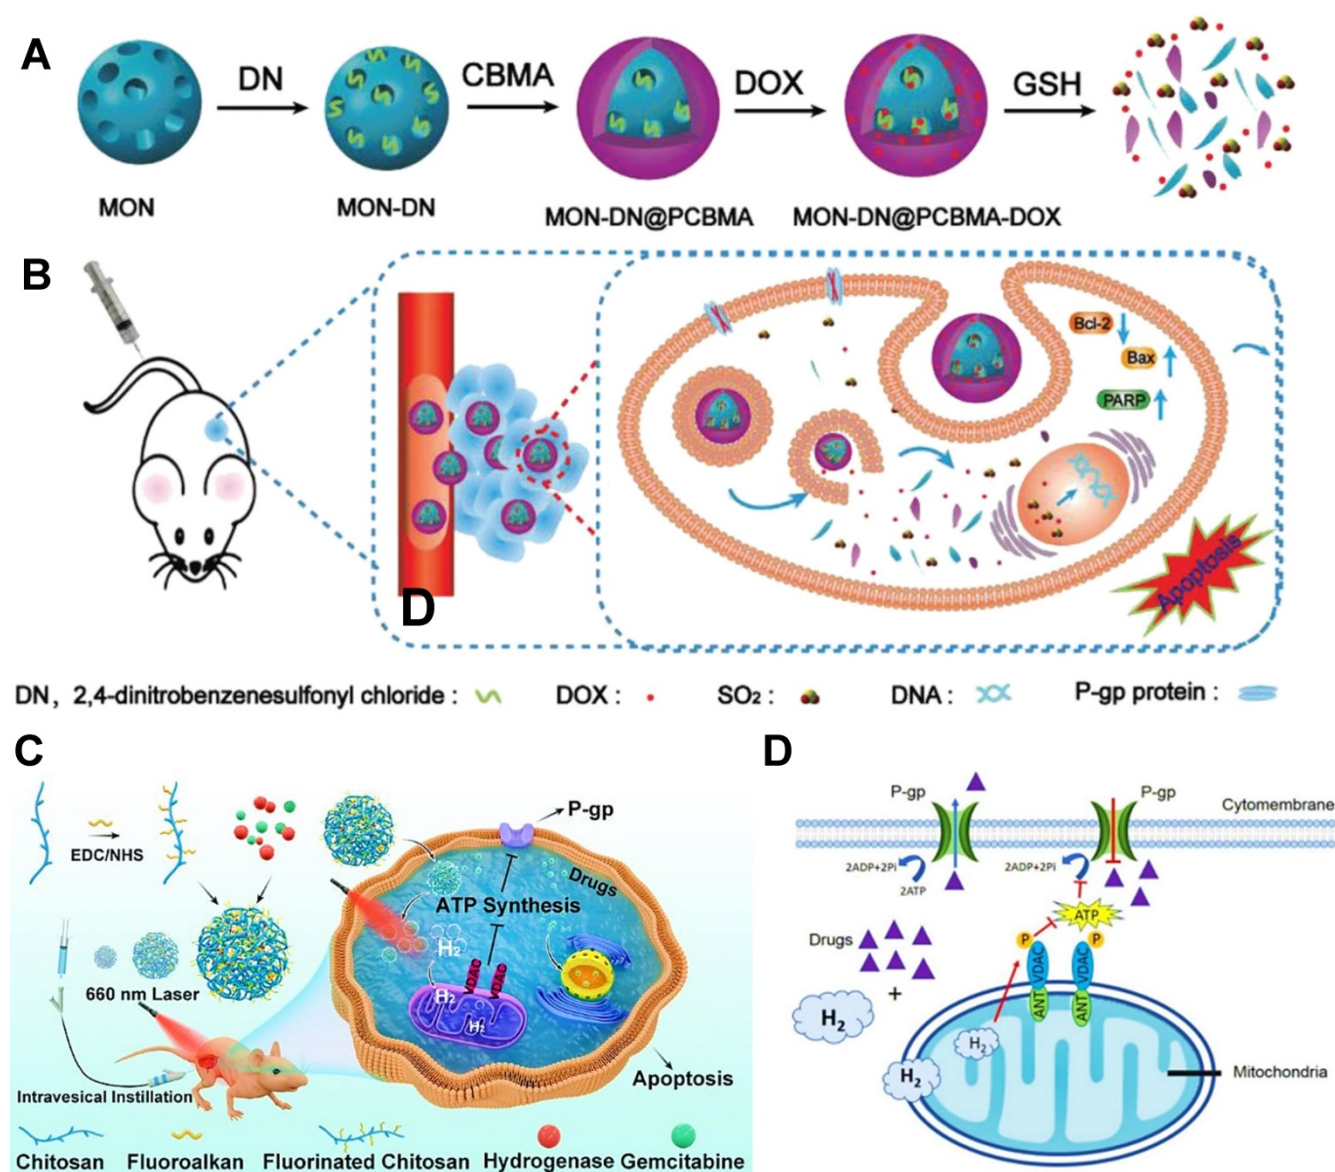 A
DN
CBMA
DOX
GSH
MON
MON-DN
MON-DN@PCBMA
MON-DN@PCBMA-DOX
B
Bcl-2
Bax
PARP
Apoptosis
D
DN, 2,4-dinitrobenzenesulfonyl chloride :
DOX :
SO₂ :
DNA :
P-gp protein :
C
EDC/NHS
P-gp
Drugs
ATP Synthesis
H₂
VDAC
VDAC
H₂
H₂
660 nm Laser
Intravesical Instillation
Apoptosis
Chitosan
Fluoroalkan
Fluorinated Chitosan
Hydrogenase
Gemcitabine
D
P-gp
P-gp
Cytomembrane
2ADP+2Pi
2ATP
2ADP+2Pi
ATP
Drugs
+
P
P
VDAC
VDAC
ANT
ANT
H₂
H₂
H₂
Mitochondria